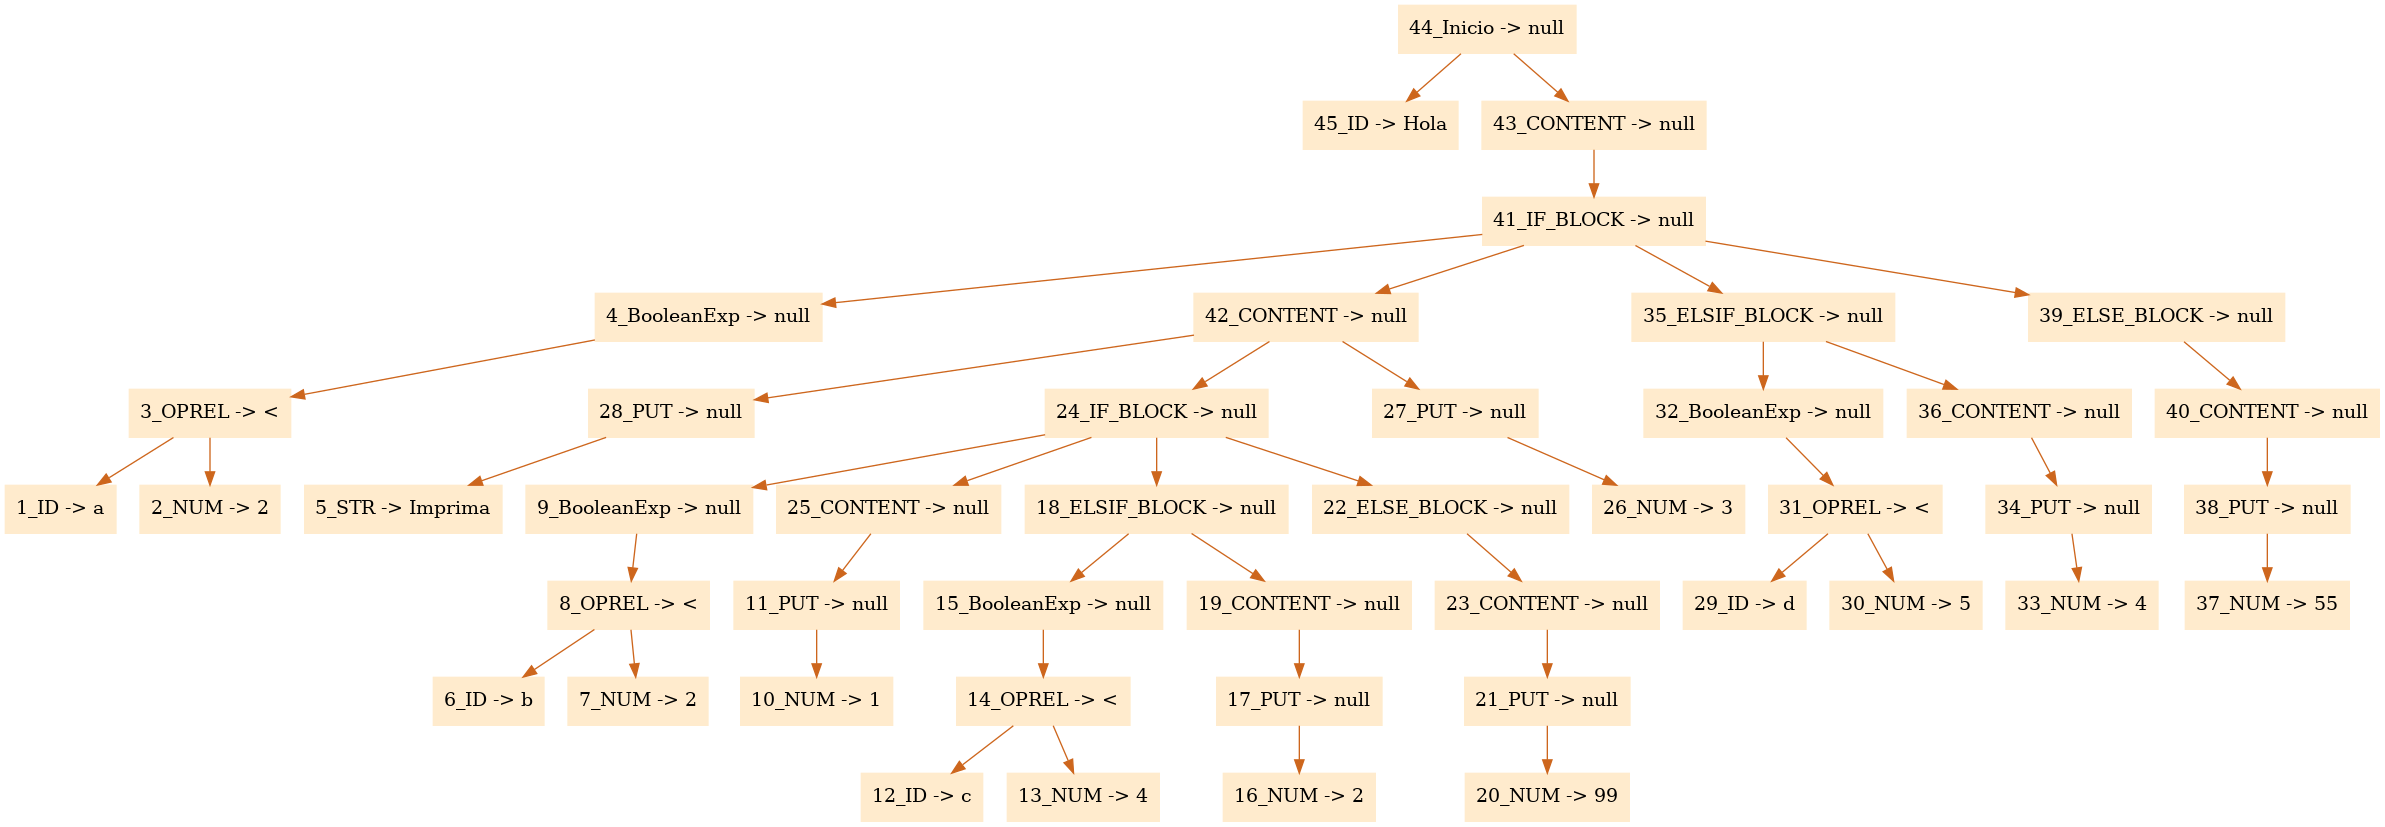 44_Inicio -> null
45_ID -> Hola
43_CONTENT -> null
41_IF_BLOCK -> null
4_BooleanExp -> null
42_CONTENT -> null
35_ELSIF_BLOCK -> null
39_ELSE_BLOCK -> null
3_OPREL -> <
28_PUT -> null
24_IF_BLOCK -> null
27_PUT -> null
32_BooleanExp -> null
36_CONTENT -> null
40_CONTENT -> null
1_ID -> a
2_NUM -> 2
5_STR -> Imprima
9_BooleanExp -> null
25_CONTENT -> null
18_ELSIF_BLOCK -> null
22_ELSE_BLOCK -> null
26_NUM -> 3
31_OPREL -> <
34_PUT -> null
38_PUT -> null
8_OPREL -> <
11_PUT -> null
15_BooleanExp -> null
19_CONTENT -> null
23_CONTENT -> null
29_ID -> d
30_NUM -> 5
33_NUM -> 4
37_NUM -> 55
6_ID -> b
7_NUM -> 2
10_NUM -> 1
14_OPREL -> <
17_PUT -> null
21_PUT -> null
12_ID -> c
13_NUM -> 4
16_NUM -> 2
20_NUM -> 99